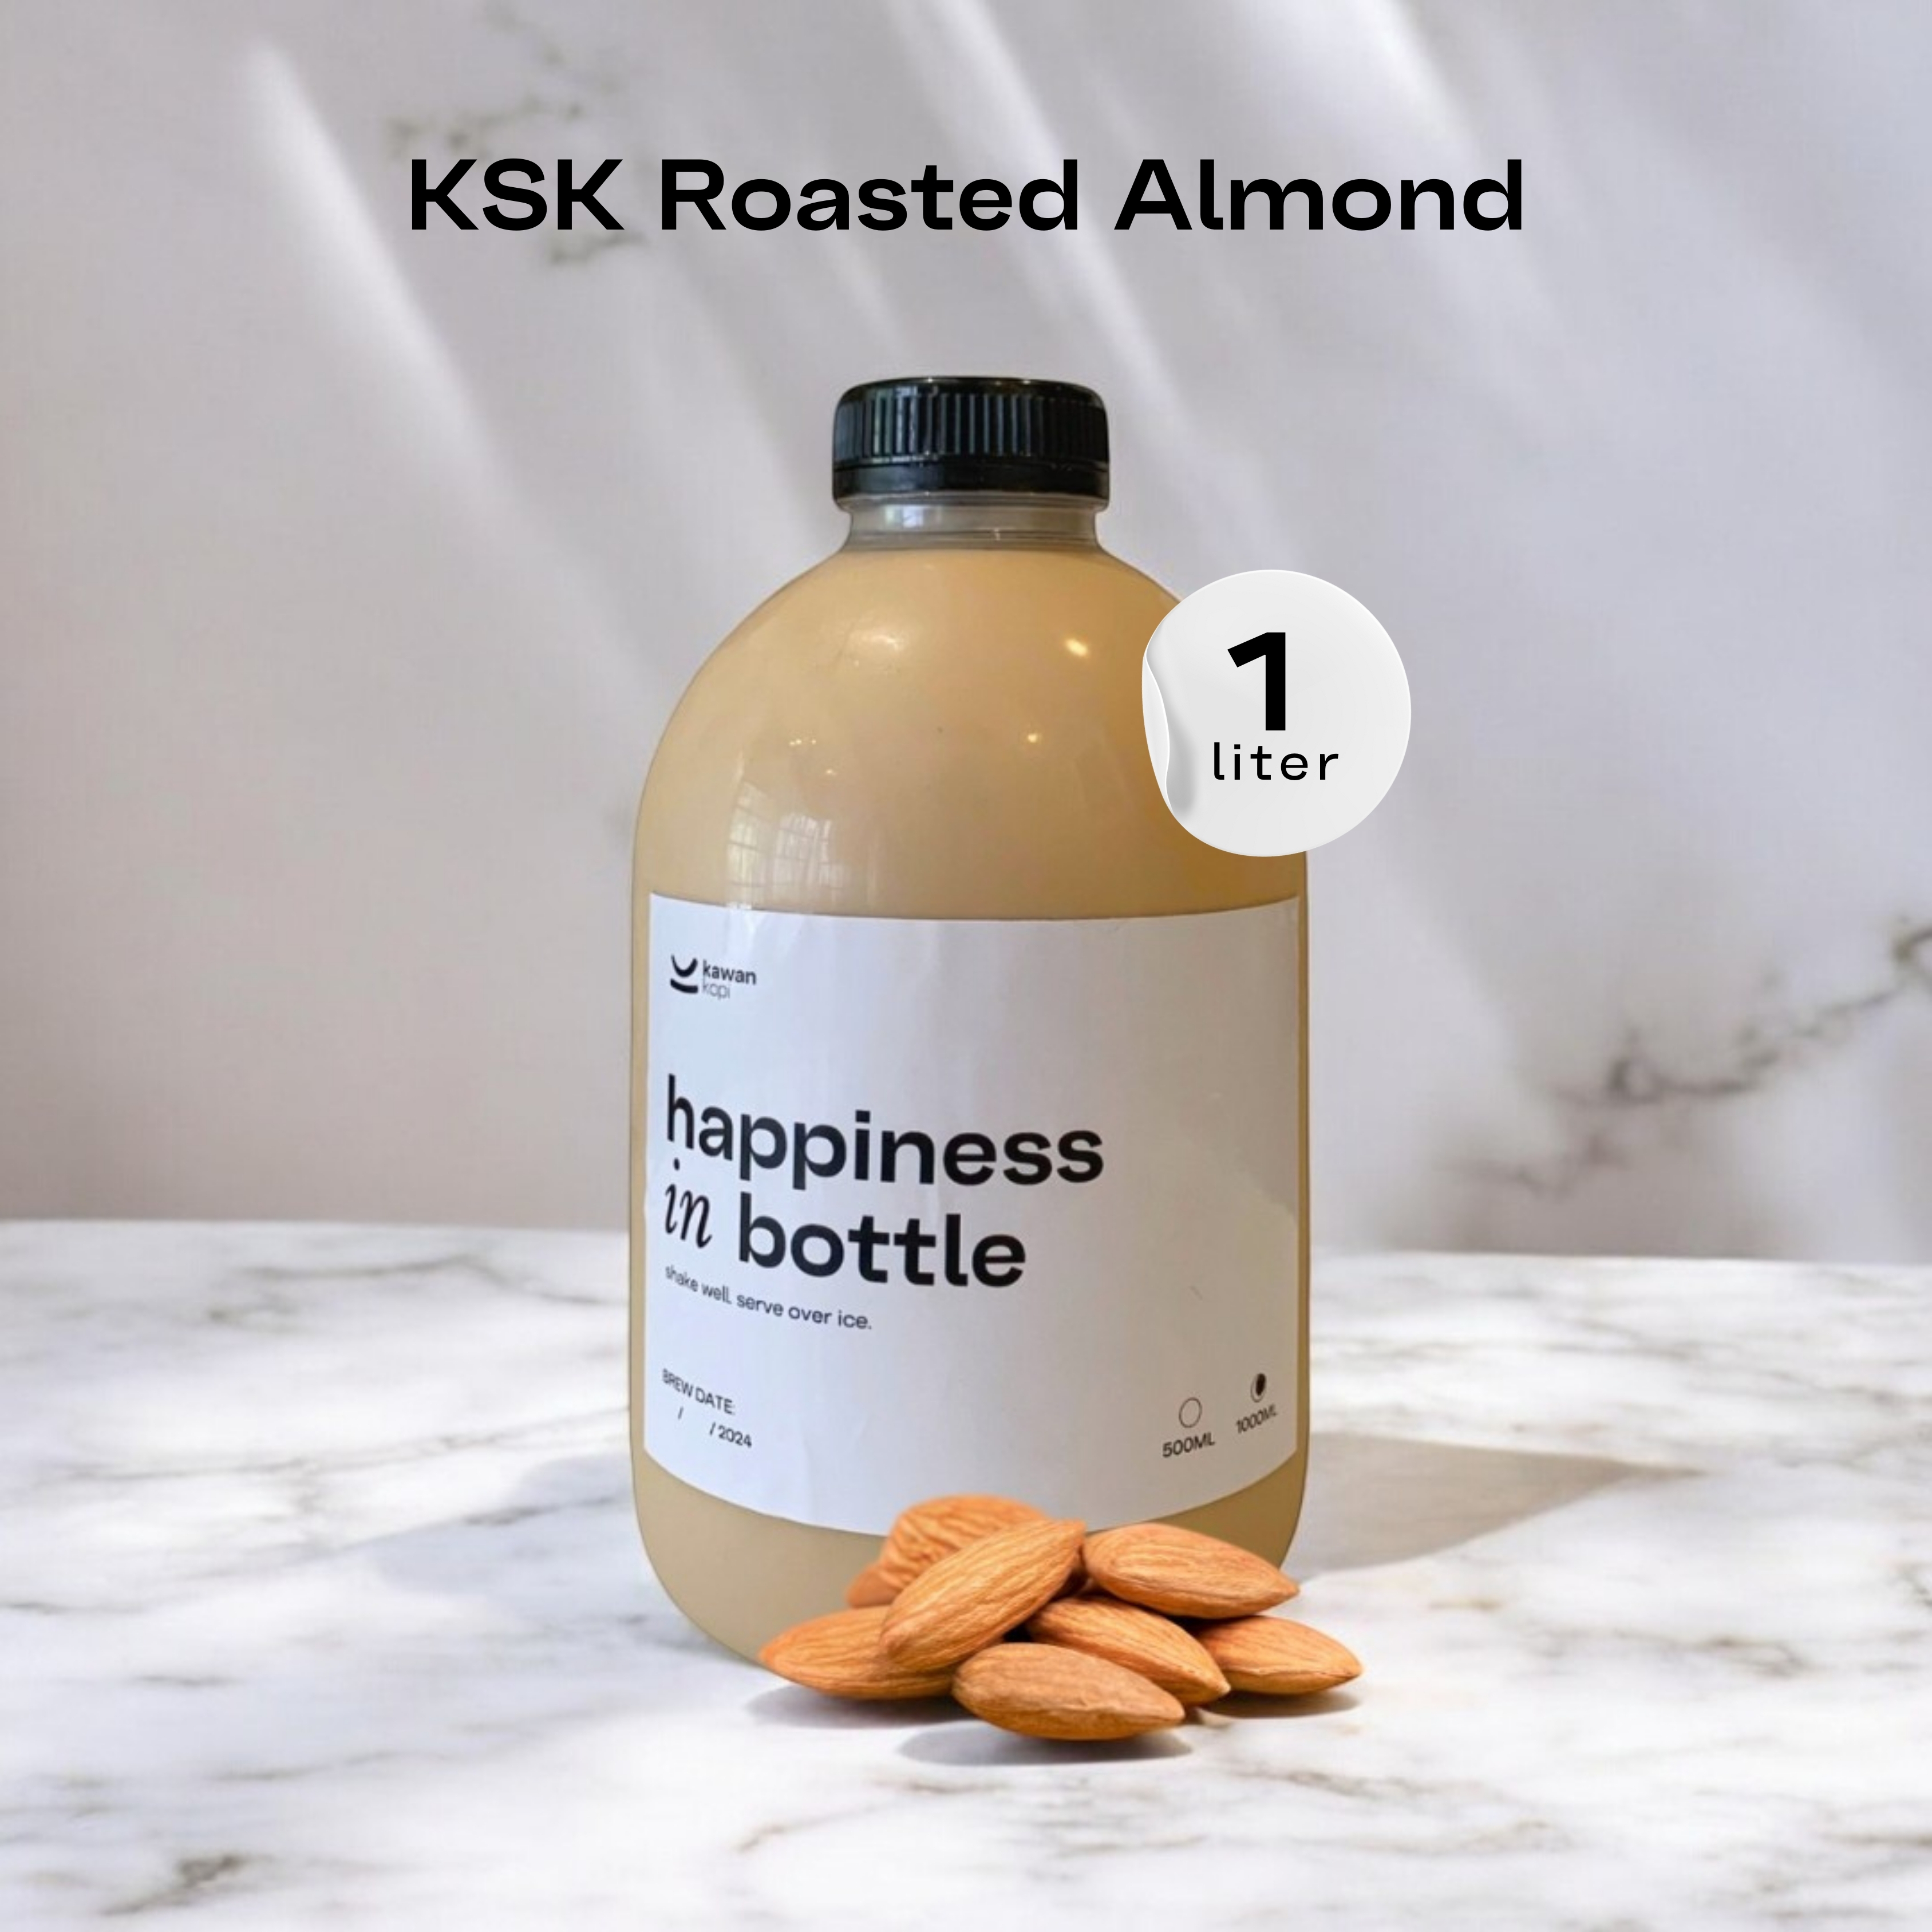 KSK Roasted Almond
1
liter
kawan
kopi
happiness
in bottle
shake well. serve over ice.
BREW DATE:
/ / 2024
500ML
1000ML